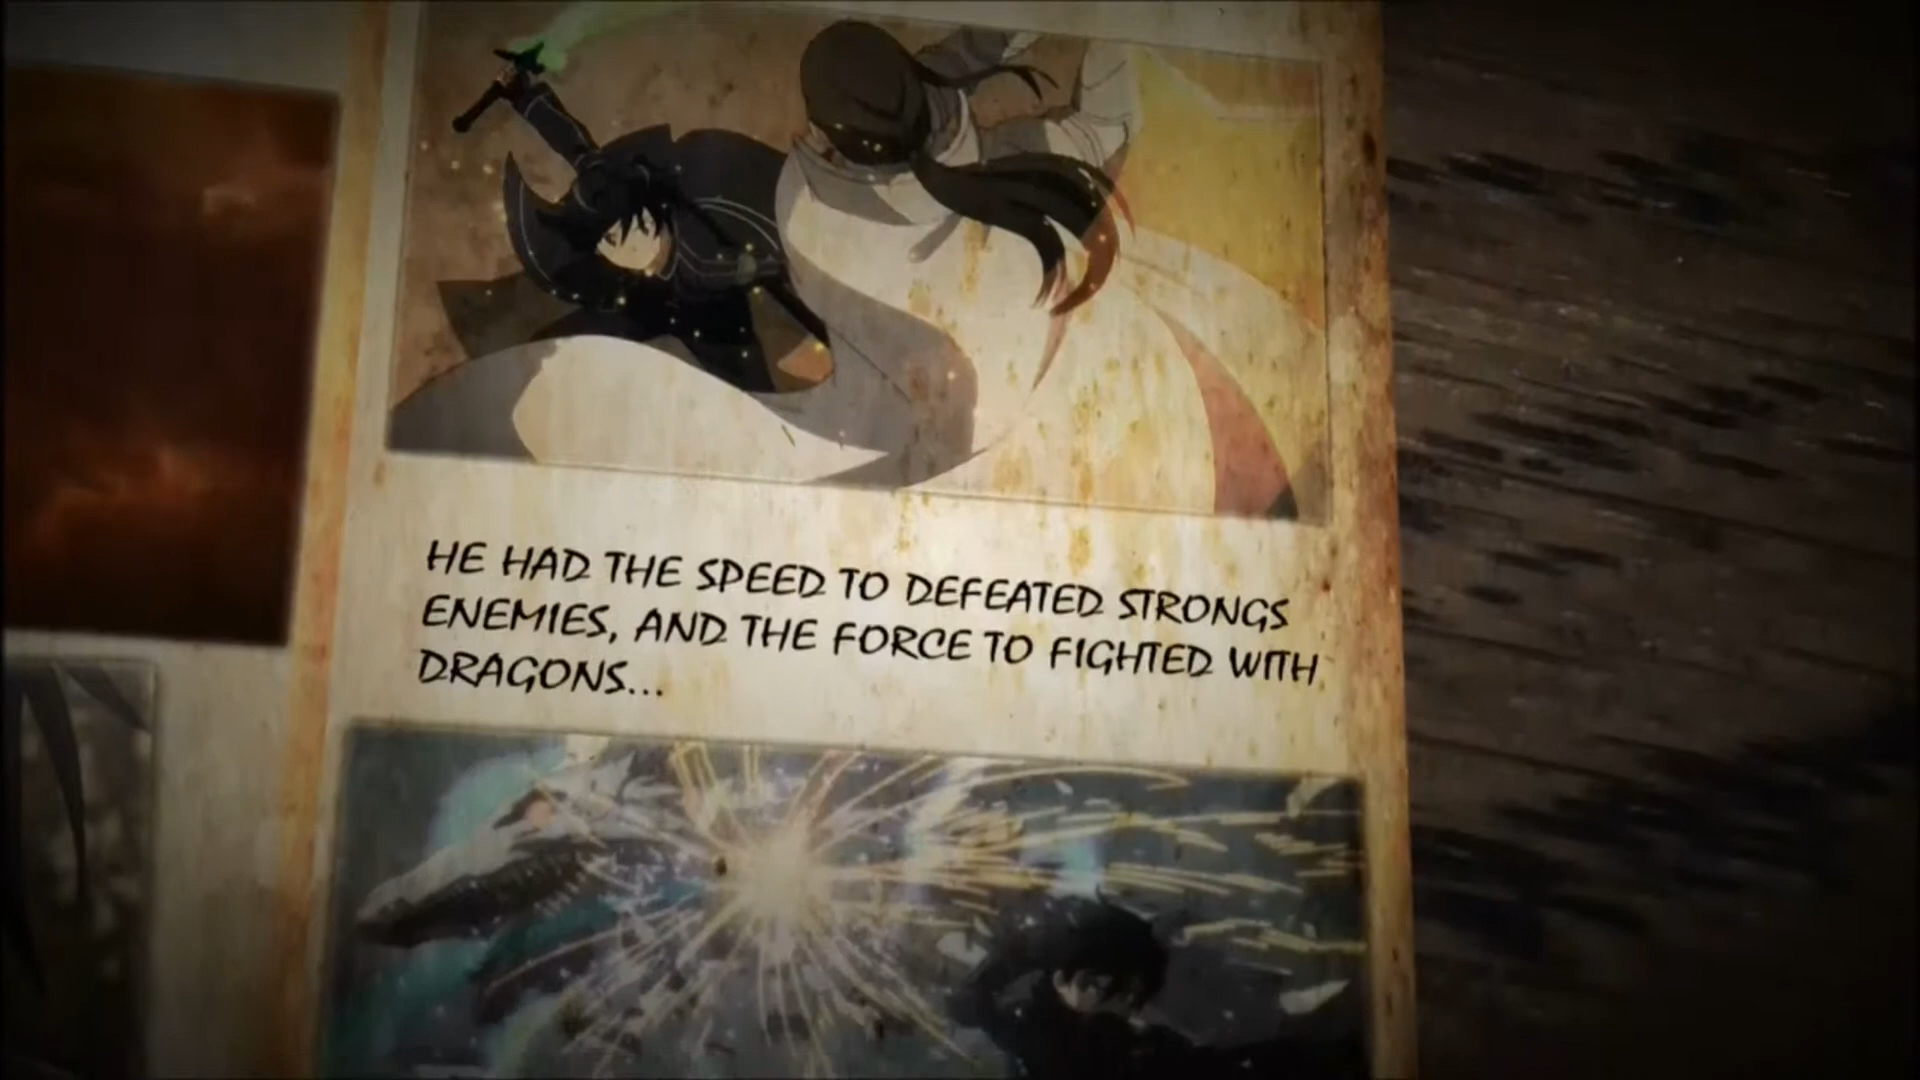 HE HAD THE SPEED TO DEFEATED STRONGS
ENEMIES, AND THE FORCE TO FIGHTED WITH
DRAGONS...